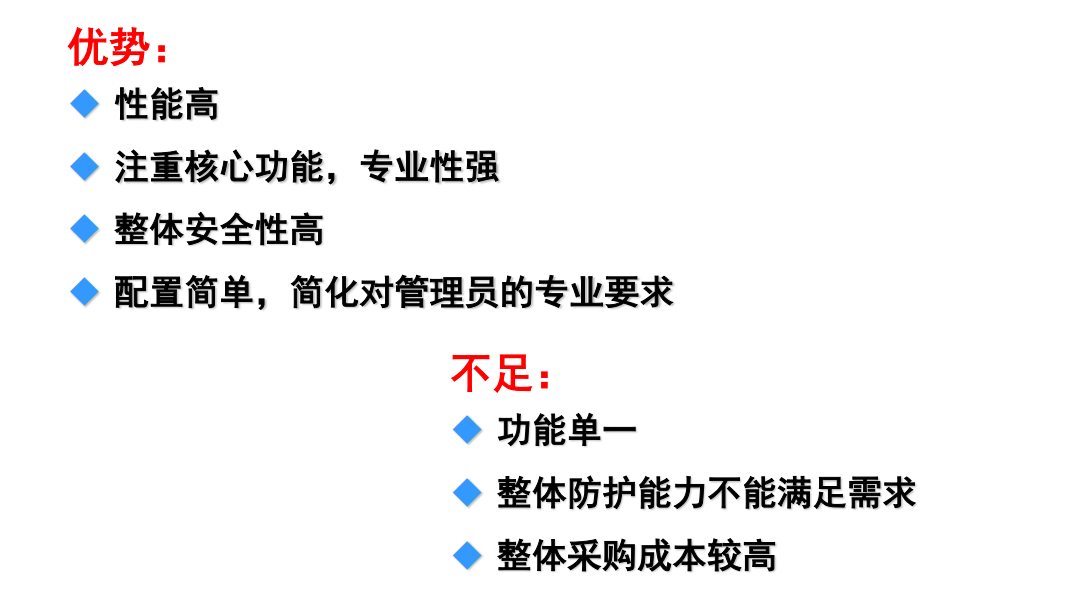 优势：
性能高
注重核心功能，专业性强
整体安全性高
配置简单，简化对管理员的专业要求
不足：
功能单一
整体防护能力不能满足需求
整体采购成本较高